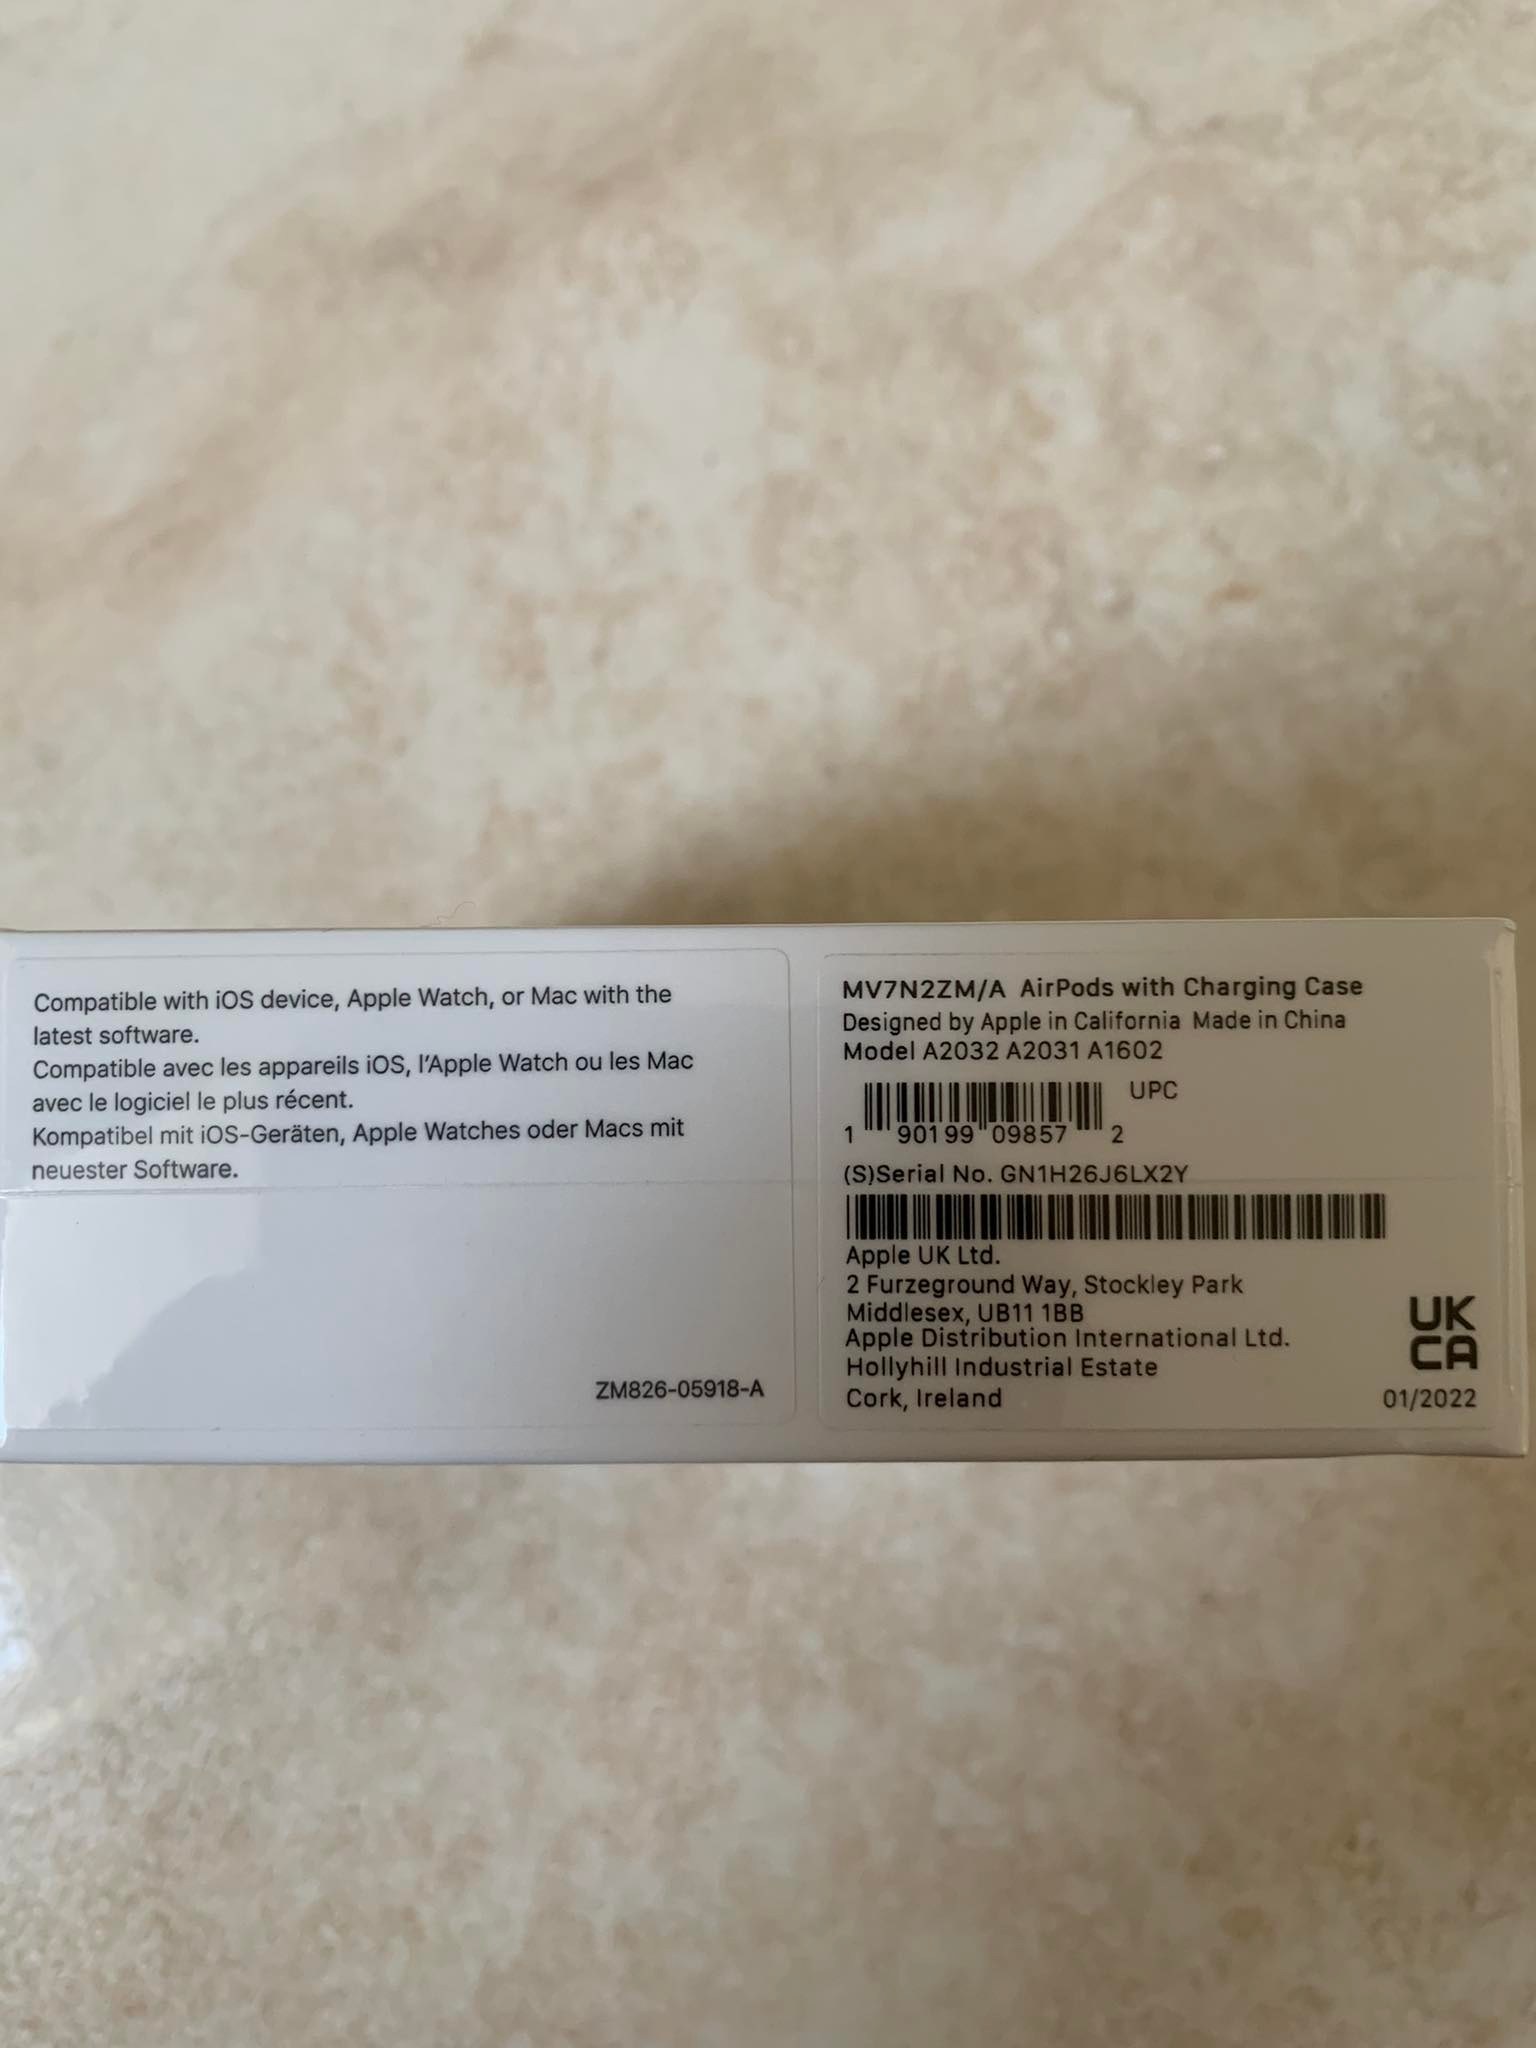 Compatible with iOS device, Apple Watch, or Mac with the
latest software.
Compatible avec les appareils iOS, l'Apple Watch ou les Mac
avec le logiciel le plus récent.
Kompatibel mit iOS-Geräten, Apple Watches oder Macs mit
neuester Software.
ZM826-05918-A
MV7N2ZM/A AirPods with Charging Case
Designed by Apple in California Made in China
Model A2032 A2031 A1602
UPC
1 90199 09857 2
(S)Serial No. GN1H26J6LX2Y
Apple UK Ltd.
2 Furzeground Way, Stockley Park
Middlesex, UB11 1BB
Apple Distribution International Ltd.
Hollyhill Industrial Estate
Cork, Ireland
UK
CA
01/2022